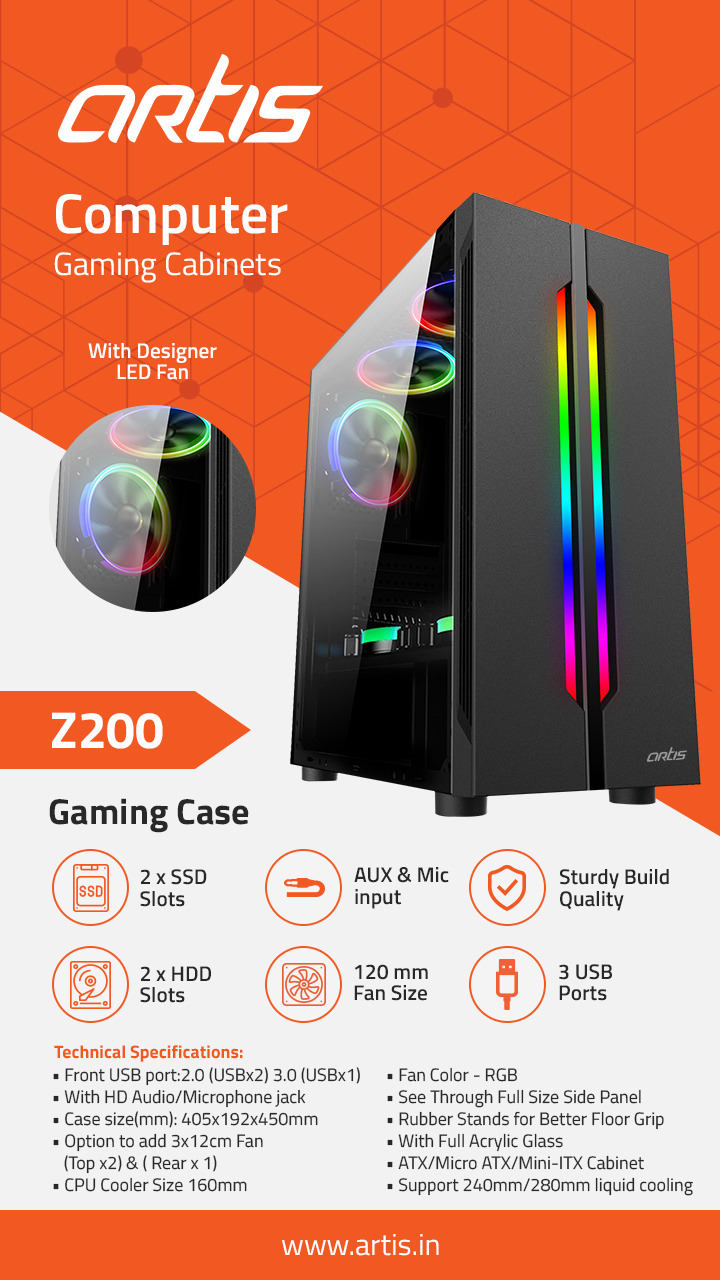 artis
Computer
Gaming Cabinets
With Designer
LED Fan
artis
Z200
Gaming Case
SSD
2 x SSD
Slots
AUX & Mic
input
Sturdy Build
Quality
2 x HDD
Slots
120 mm
Fan Size
3 USB
Ports
Technical Specifications:
▪ Front USB port:2.0 (USBx2) 3.0 (USBx1)
▪ With HD Audio/Microphone jack
▪ Case size(mm): 405x192x450mm
▪ Option to add 3x12cm Fan
(Top x2) & ( Rear x 1)
▪ CPU Cooler Size 160mm
▪ Fan Color - RGB
▪ See Through Full Size Side Panel
▪ Rubber Stands for Better Floor Grip
▪ With Full Acrylic Glass
▪ ATX/Micro ATX/Mini-ITX Cabinet
▪ Support 240mm/280mm liquid cooling
www.artis.in